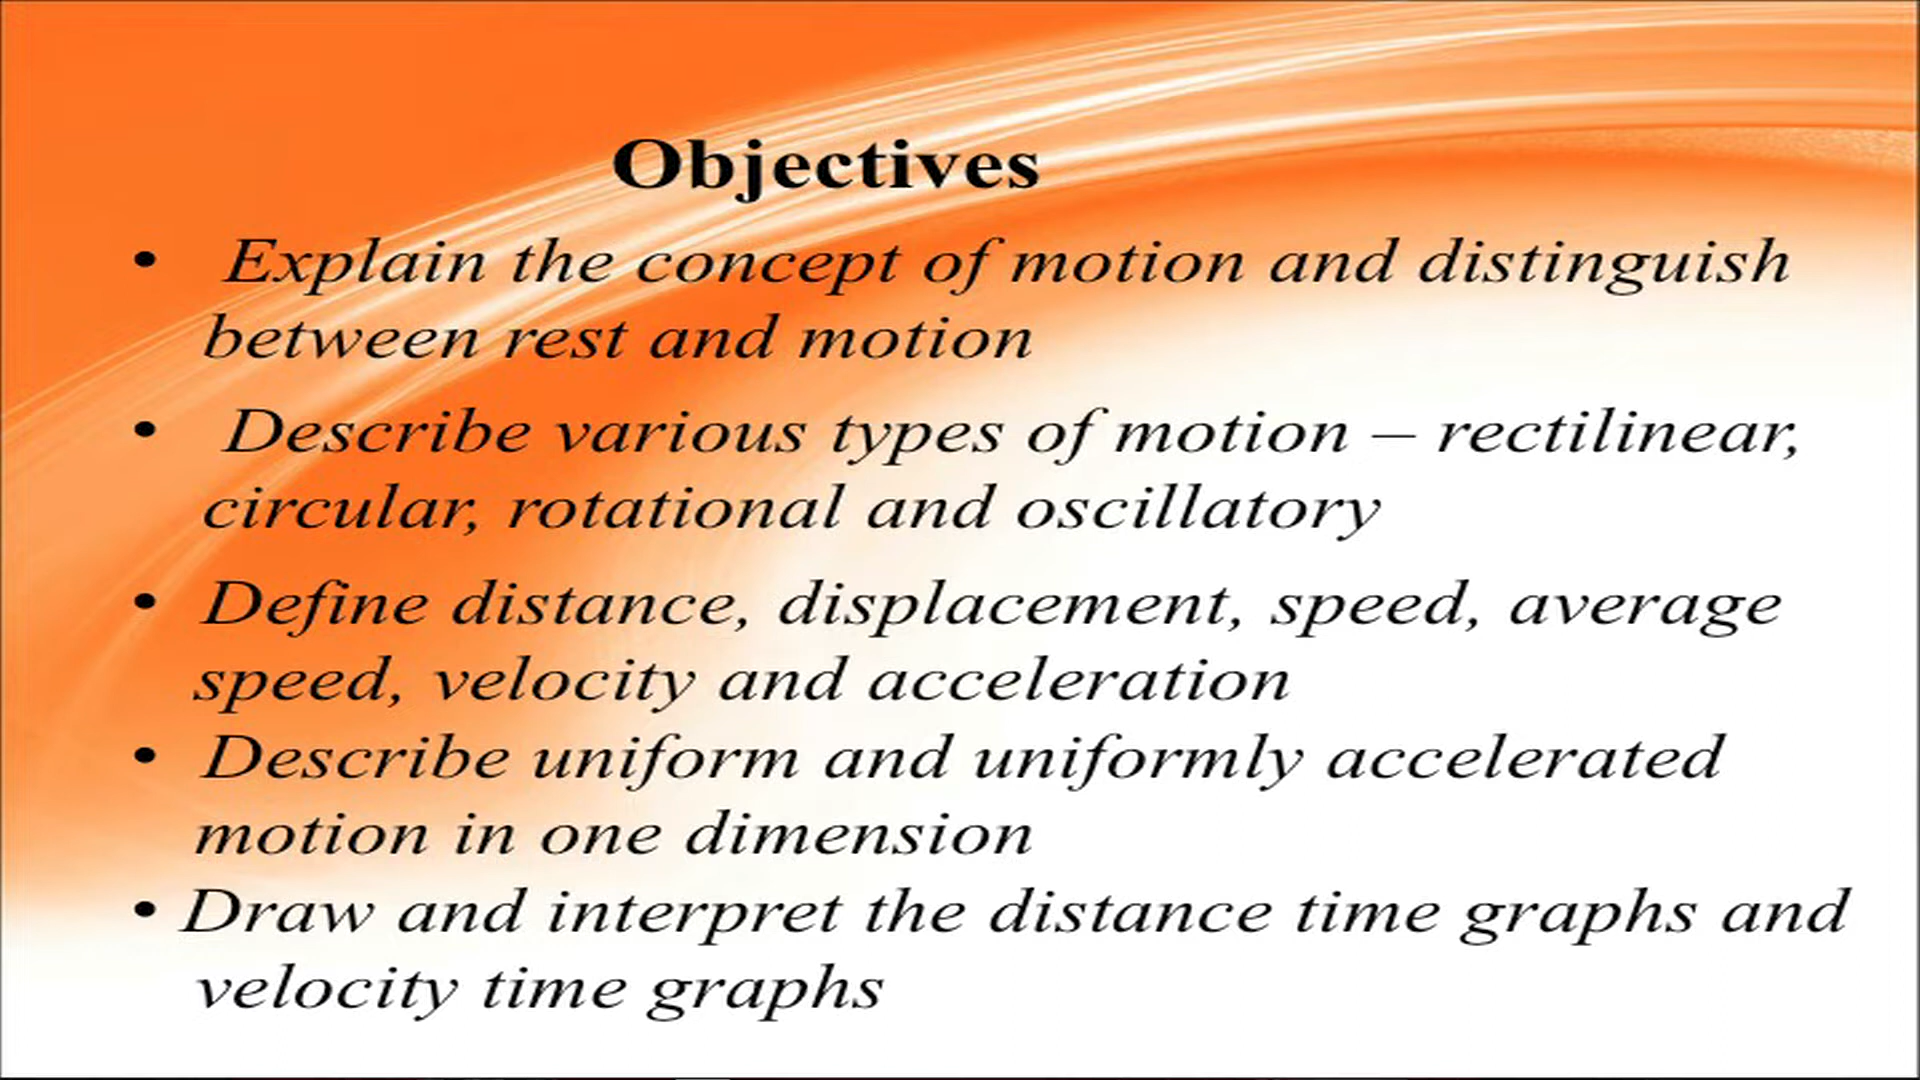 Objectives
• Explain the concept of motion and distinguish
between rest and motion
• Describe various types of motion – rectilinear,
circular, rotational and oscillatory
• Define distance, displacement, speed, average
speed, velocity and acceleration
• Describe uniform and uniformly accelerated
motion in one dimension
• Draw and interpret the distance time graphs and
velocity time graphs